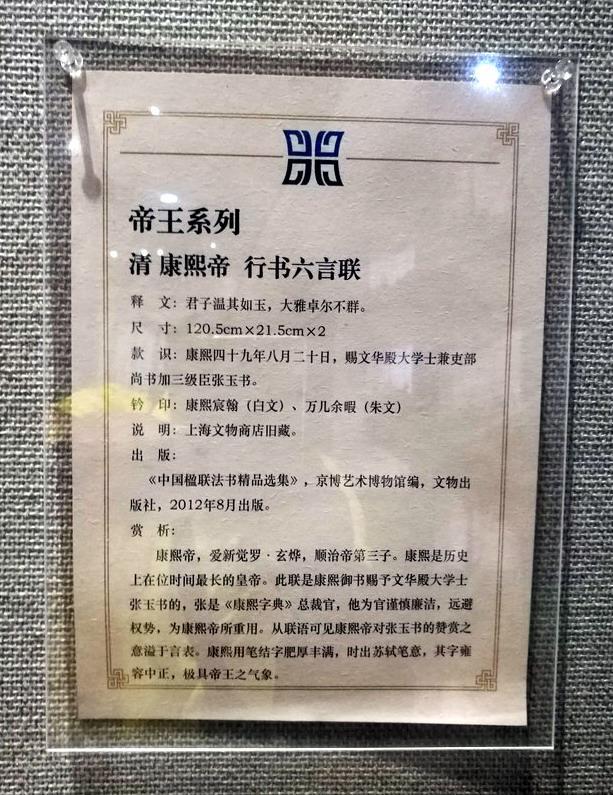 帝王系列
清 康熙帝 行书六言联
释 文：君子温其如玉，大雅卓尔不群。
尺 寸：120.5cm×21.5cm×2
款 识：康熙四十九年八月二十日，赐文华殿大学士兼吏部
尚书加三级臣张玉书。
钤 印：康熙宸翰（白文）、万几余暇（朱文）
说 明：上海文物商店旧藏。
出 版：
《中国楹联法书精品选集》，京博艺术博物馆编，文物出
版社，2012年8月出版。
赏 析：
康熙帝，爱新觉罗·玄烨，顺治帝第三子。康熙是历史
上在位时间最长的皇帝。此联是康熙御书赐予文华殿大学士
张玉书的，张是《康熙字典》总裁官，他为官谨慎廉洁，远避
权势，为康熙帝所重用。从联语可见康熙帝对张玉书的赞赏之
意溢于言表。康熙用笔结字肥厚丰满，时出苏轼笔意，其字雍
容中正，极具帝王之气象。